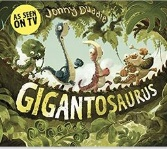 AS SEEN
ON TV
Jonny Duddle
GIGANTOSAURUS